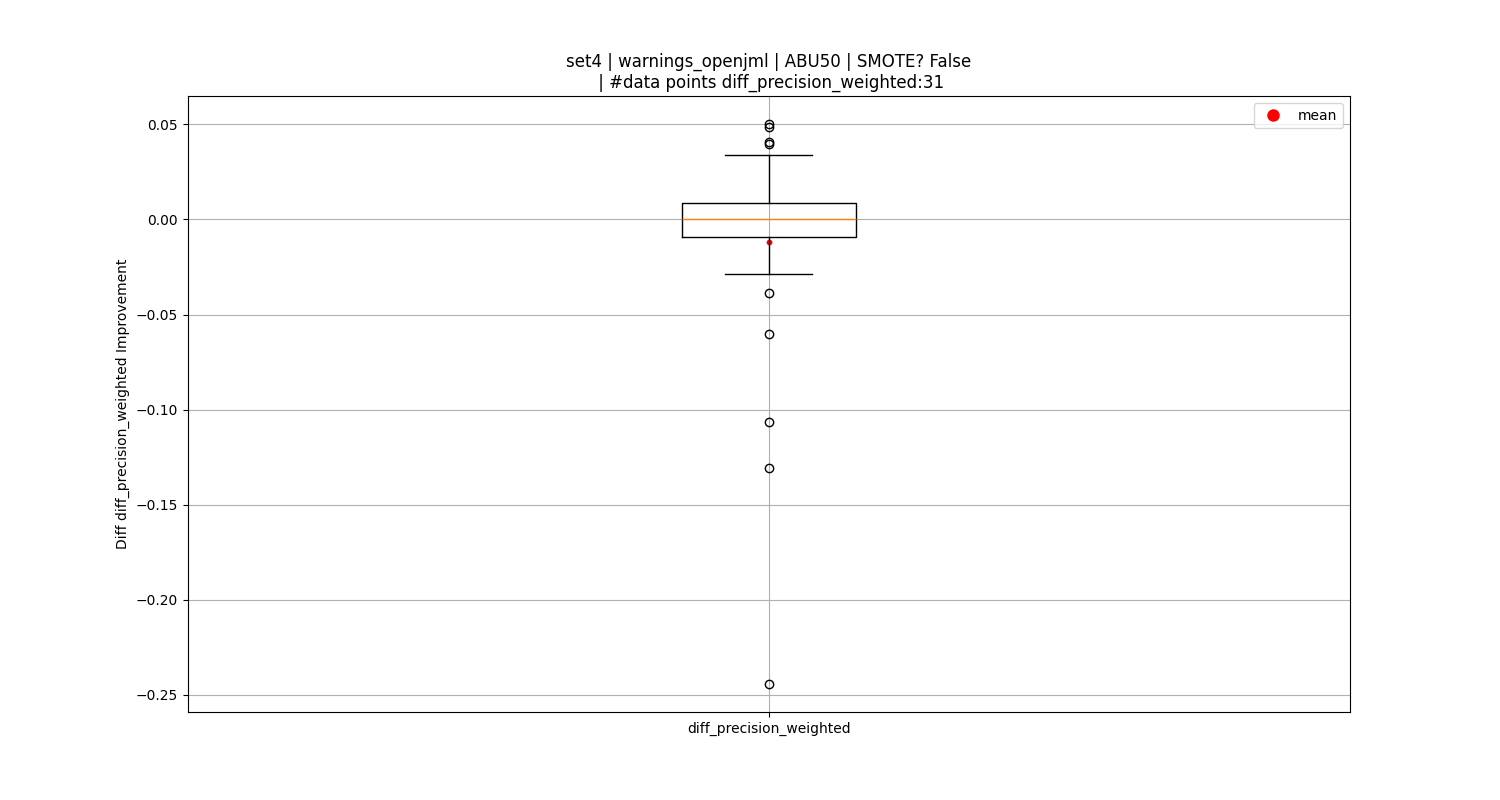 set4 | warnings_openjml | ABU50 | SMOTE? False
| #data points diff_precision_weighted:31
mean
0.05
0.00
−0.05
−0.10
−0.15
−0.20
−0.25
Diff diff_precision_weighted Improvement
diff_precision_weighted